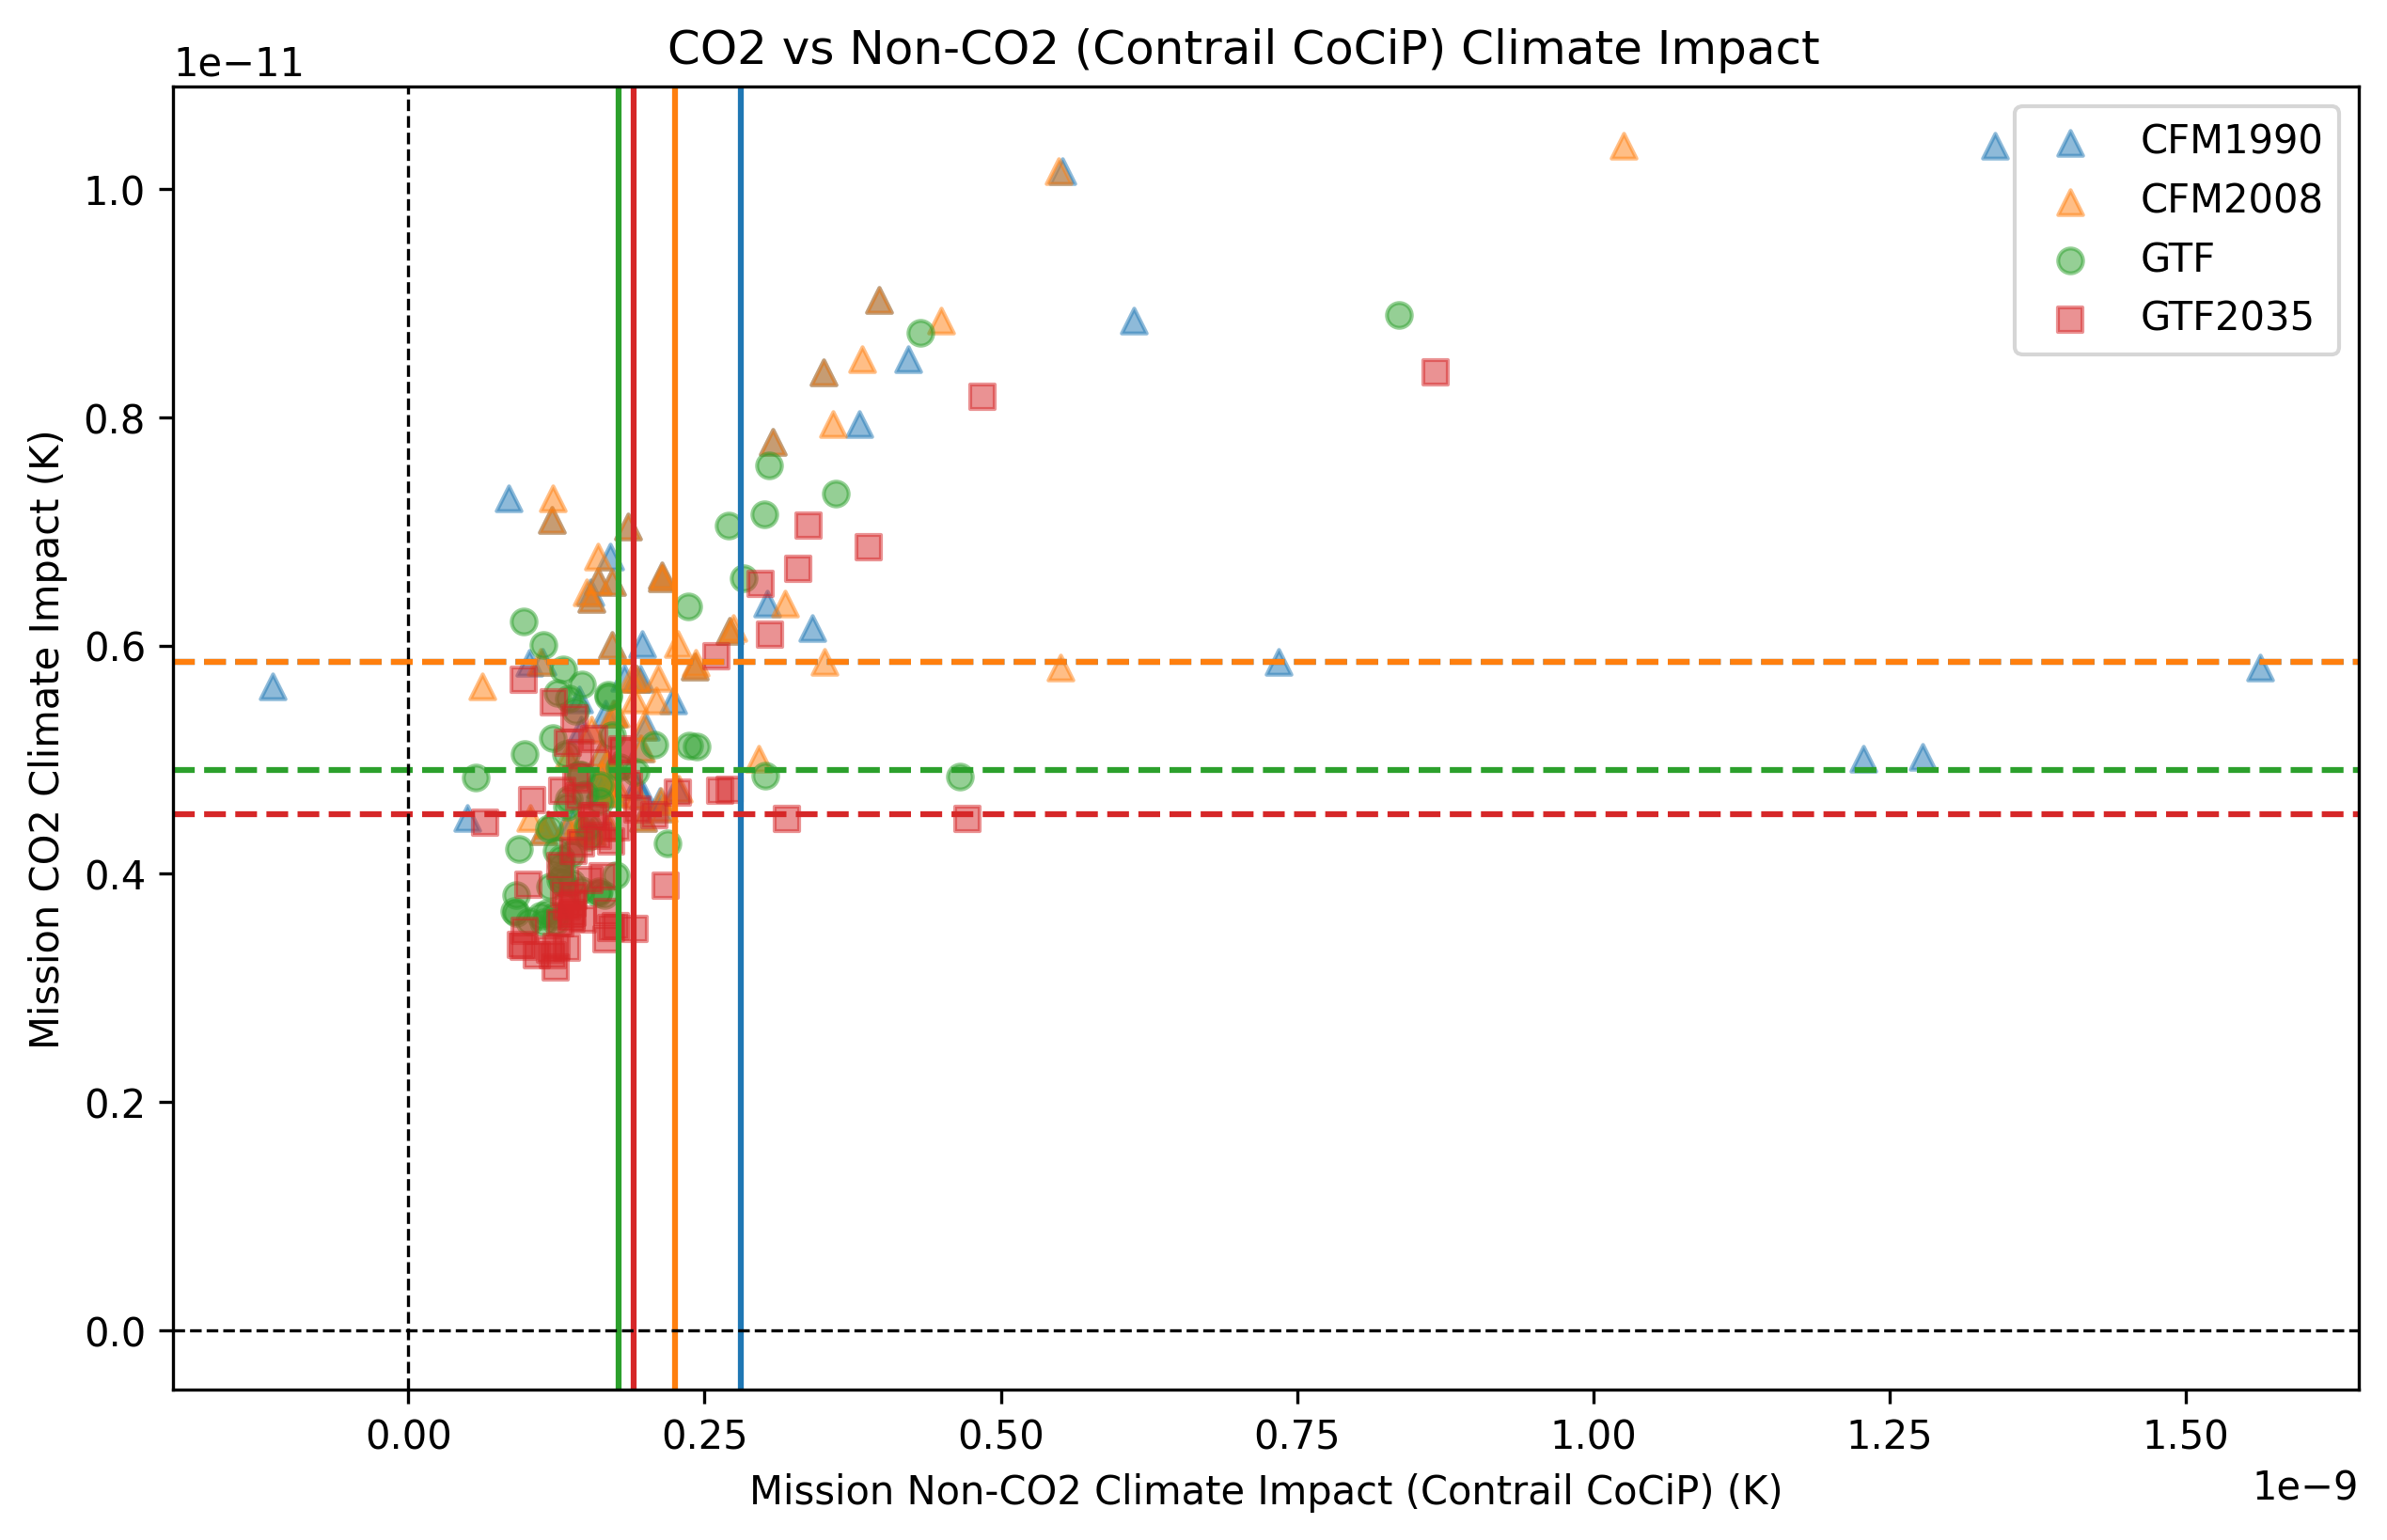 CO2 vs Non-CO2 (Contrail CoCiP) Climate Impact
1e−11
CFM1990
CFM2008
GTF
GTF2035
1.0
0.8
0.6
0.4
0.2
0.0
Mission CO2 Climate Impact (K)
0.00 0.25 0.50 0.75 1.00 1.25 1.50
Mission Non-CO2 Climate Impact (Contrail CoCiP) (K)
1e−9